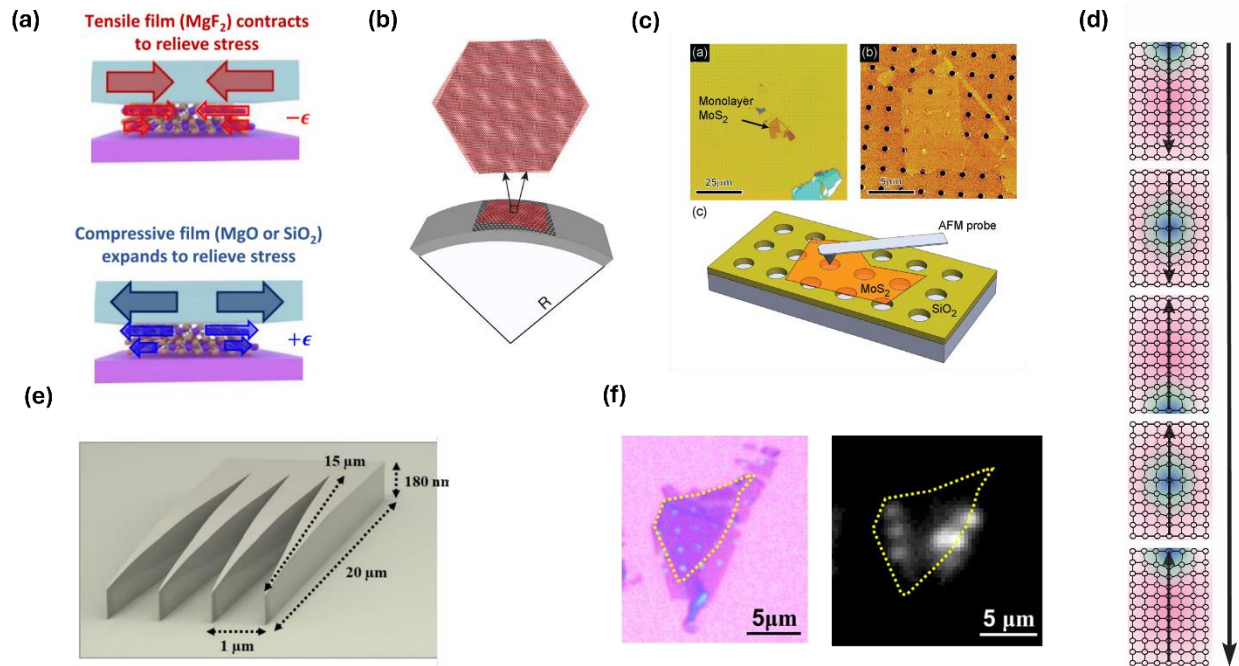 (a)
Tensile film (MgF₂) contracts
to relieve stress
−ϵ
Compressive film (MgO or SiO₂)
expands to relieve stress
+ϵ
(b)
R
(c)
(a)
Monolayer
MoS₂
25μm
(b)
5μm
(c)
AFM probe
MoS₂
SiO₂
(d)
(e)
15 μm
180 nm
20 μm
1 μm
(f)
5μm
5 μm